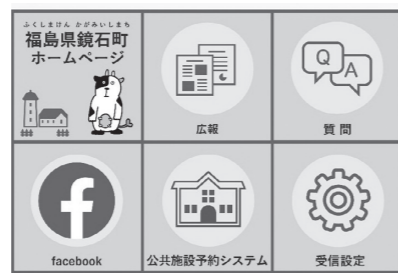 ふくしまけん かがみいしまち
福島県鏡石町
ホームページ
広報
Q
A
質問
facebook
公共施設予約システム
受信設定